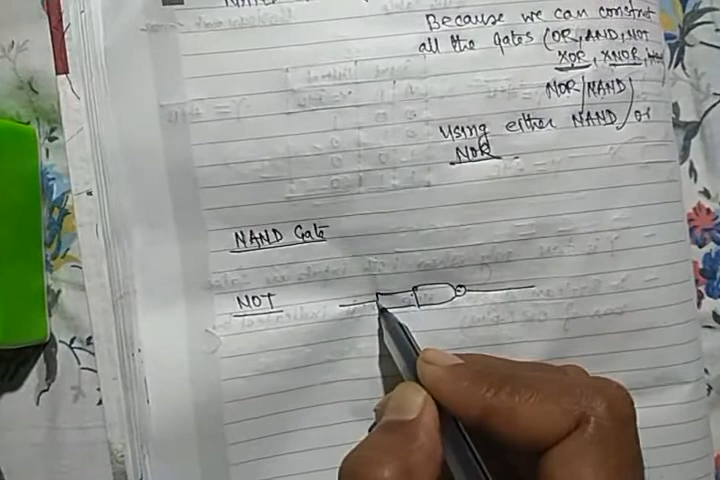 Because we can construct
all the gates (OR, AND, NOT
XOR, XNOR,
NOR/NAND)
using either NAND, or
NOR
NAND Gate
NOT